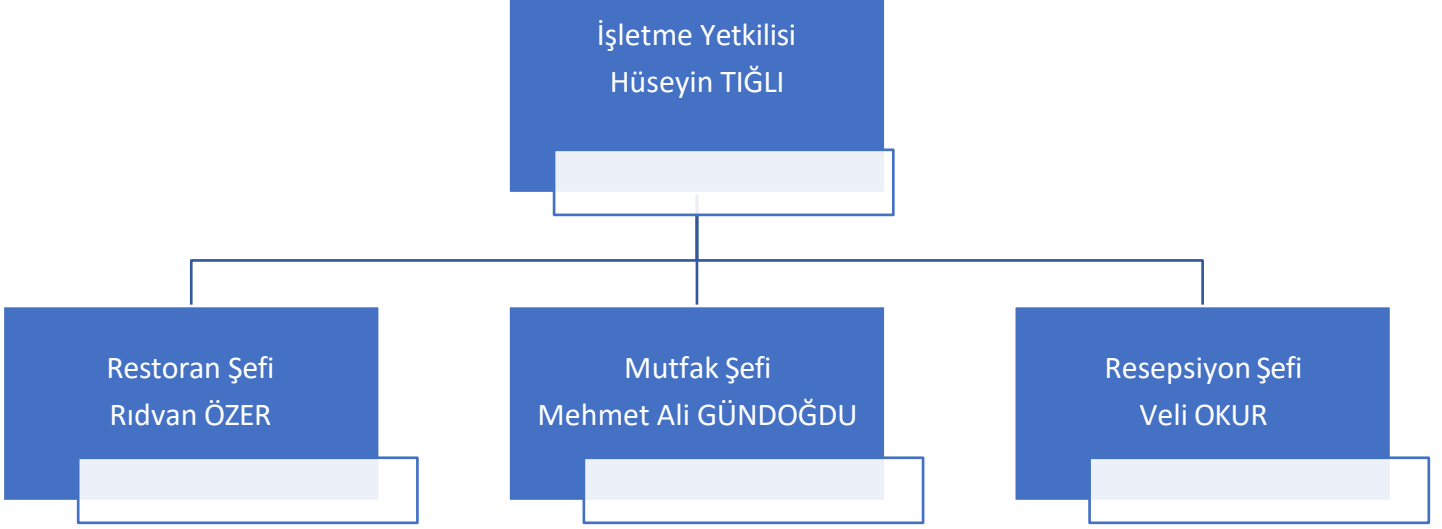 İşletme Yetkilisi
Hüseyin TIĞLI
Restoran Şefi
Rıdvan ÖZER
Mutfak Şefi
Mehmet Ali GÜNDOĞDU
Resepsiyon Şefi
Veli OKUR